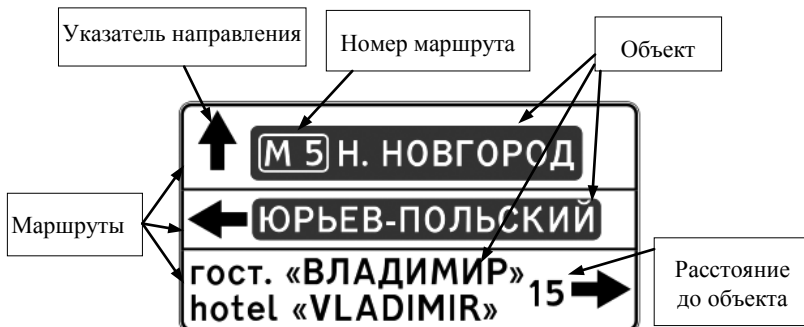 Указатель направления
Номер маршрута
Объект
М 5 Н. НОВГОРОД
ЮРЬЕВ-ПОЛЬСКИЙ
Маршруты
гост. «ВЛАДИМИР»
hotel «VLADIMIR»
15
Расстояние
до объекта